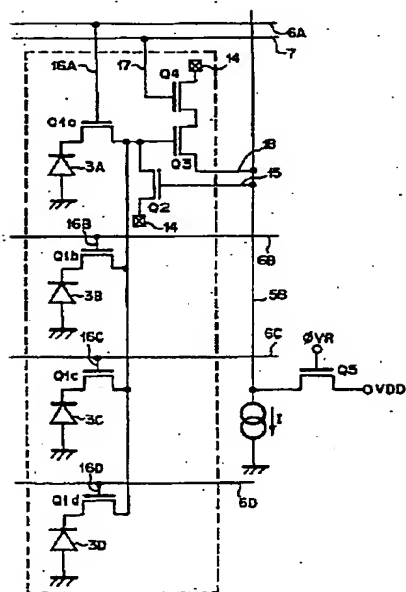 6A
7
16A
17
Q4
14
Q1a
Q3
18
15
3A
Q2
14
16B
6B
Q1b
3B
5B
16C
6C
Q1c
ØVR
Q5
VDD
3C
I
16D
6D
Q1d
3D